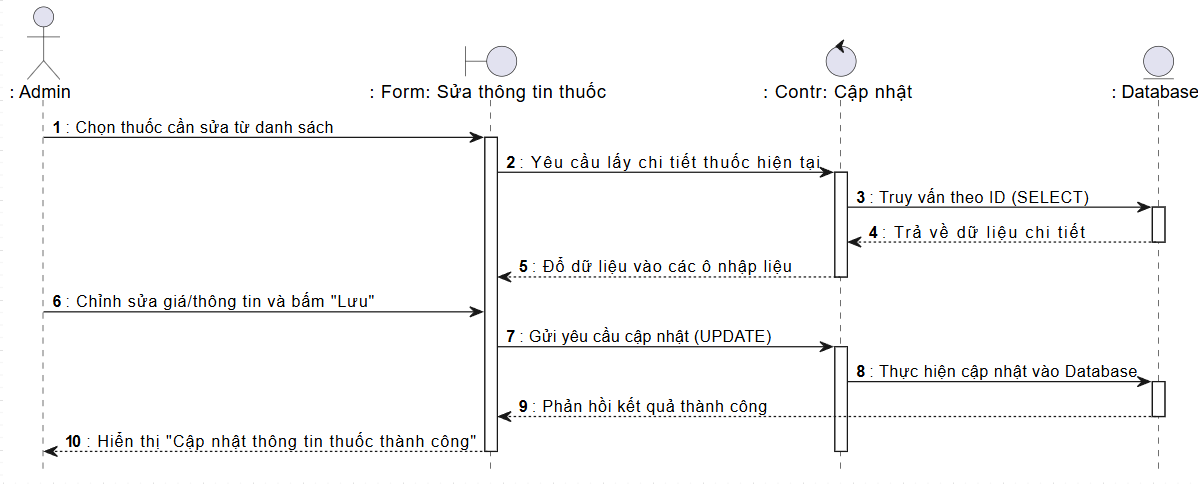 : Admin
: Form: Sửa thông tin thuốc
: Contr: Cập nhật
: Database
1 : Chọn thuốc cần sửa từ danh sách
2 : Yêu cầu lấy chi tiết thuốc hiện tại
3 : Truy vấn theo ID (SELECT)
4 : Trả về dữ liệu chi tiết
5 : Đổ dữ liệu vào các ô nhập liệu
6 : Chỉnh sửa giá/thông tin và bấm "Lưu"
7 : Gửi yêu cầu cập nhật (UPDATE)
8 : Thực hiện cập nhật vào Database
9 : Phản hồi kết quả thành công
10 : Hiển thị "Cập nhật thông tin thuốc thành công"